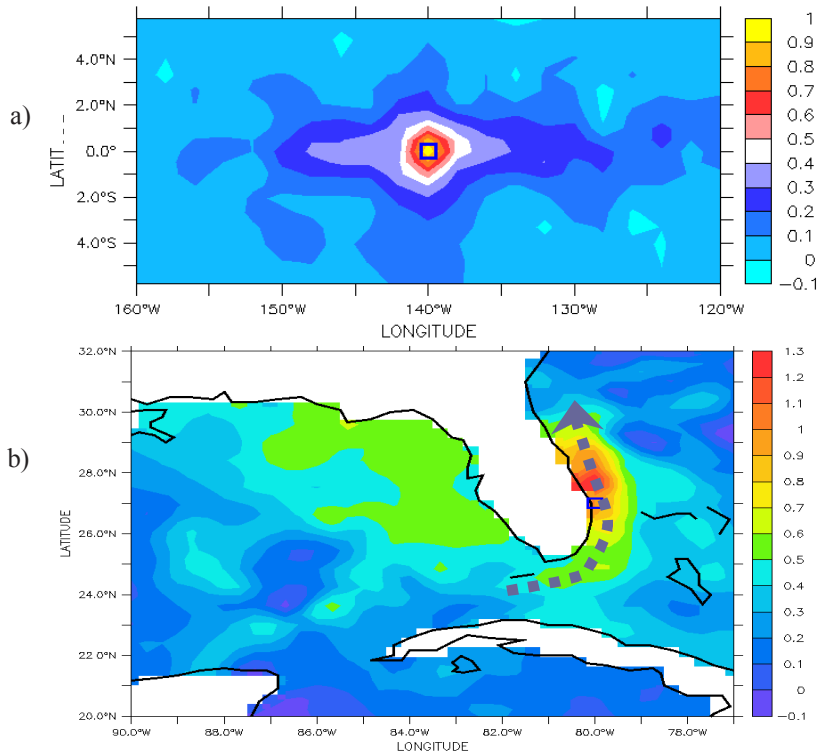 a)
4.0°N
2.0°N
0.0°
2.0°S
4.0°S
LATIT
160°W 150°W 140°W 130°W 120°W
LONGITUDE
1
0.9
0.8
0.7
0.6
0.5
0.4
0.3
0.2
0.1
0
−0.1
b)
32.0°N
30.0°N
28.0°N
26.0°N
24.0°N
22.0°N
20.0°N
LATITUDE
90.0°W 88.0°W 86.0°W 84.0°W 82.0°W 80.0°W 78.0°W
LONGITUDE
1.3
1.2
1.1
1
0.9
0.8
0.7
0.6
0.5
0.4
0.3
0.2
0.1
0
−0.1